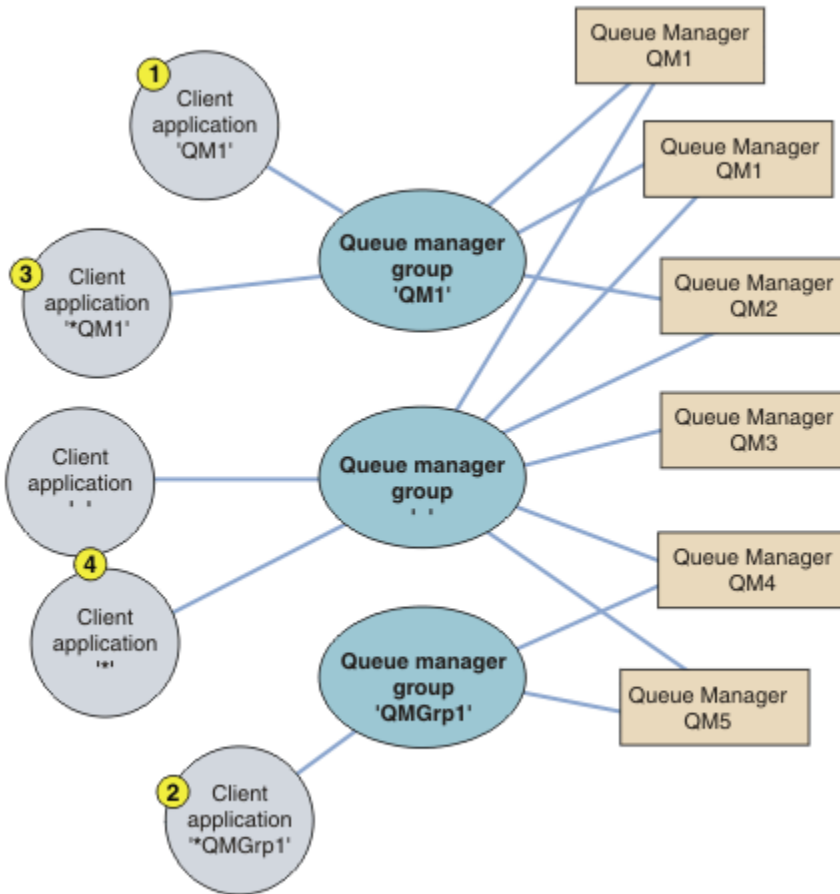 1
Client
application
'QM1'
3
Client
application
'*QM1'
Client
application
' '
4
Client
application
'*'
2
Client
application
'*QMGrp1'
Queue manager
group
'QM1'
Queue manager
group
' '
Queue manager
group
'QMGrp1'
Queue Manager
QM1
Queue Manager
QM1
Queue Manager
QM2
Queue Manager
QM3
Queue Manager
QM4
Queue Manager
QM5